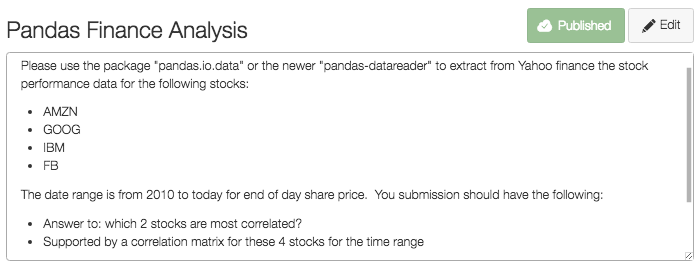 Pandas Finance Analysis
Published
Edit
Please use the package "pandas.io.data" or the newer "pandas-datareader" to extract from Yahoo finance the stock
performance data for the following stocks:
• AMZN
• GOOG
• IBM
• FB
The date range is from 2010 to today for end of day share price.  You submission should have the following:
• Answer to: which 2 stocks are most correlated?
• Supported by a correlation matrix for these 4 stocks for the time range